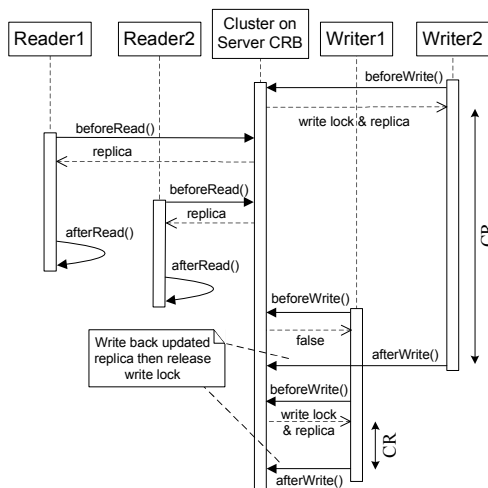 Reader1
Reader2
Cluster on
Server CRB
Writer1
Writer2
beforeWrite()
write lock & replica
beforeRead()
replica
beforeRead()
replica
afterRead()
afterRead()
CR
beforeWrite()
false
Write back updated
replica then release
write lock
afterWrite()
beforeWrite()
write lock
& replica
CR
afterWrite()